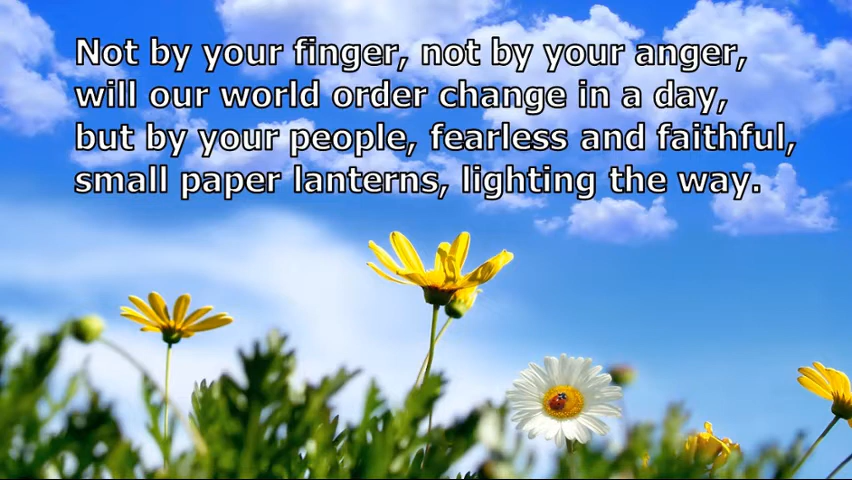 Not by your finger, not by your anger,
will our world order change in a day,
but by your people, fearless and faithful,
small paper lanterns, lighting the way.